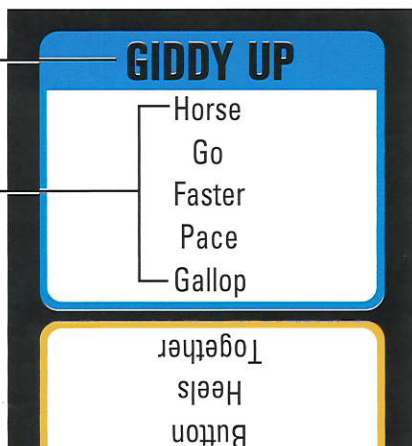 GIDDY UP
Horse
Go
Faster
Pace
Gallop
Together
Heels
Button